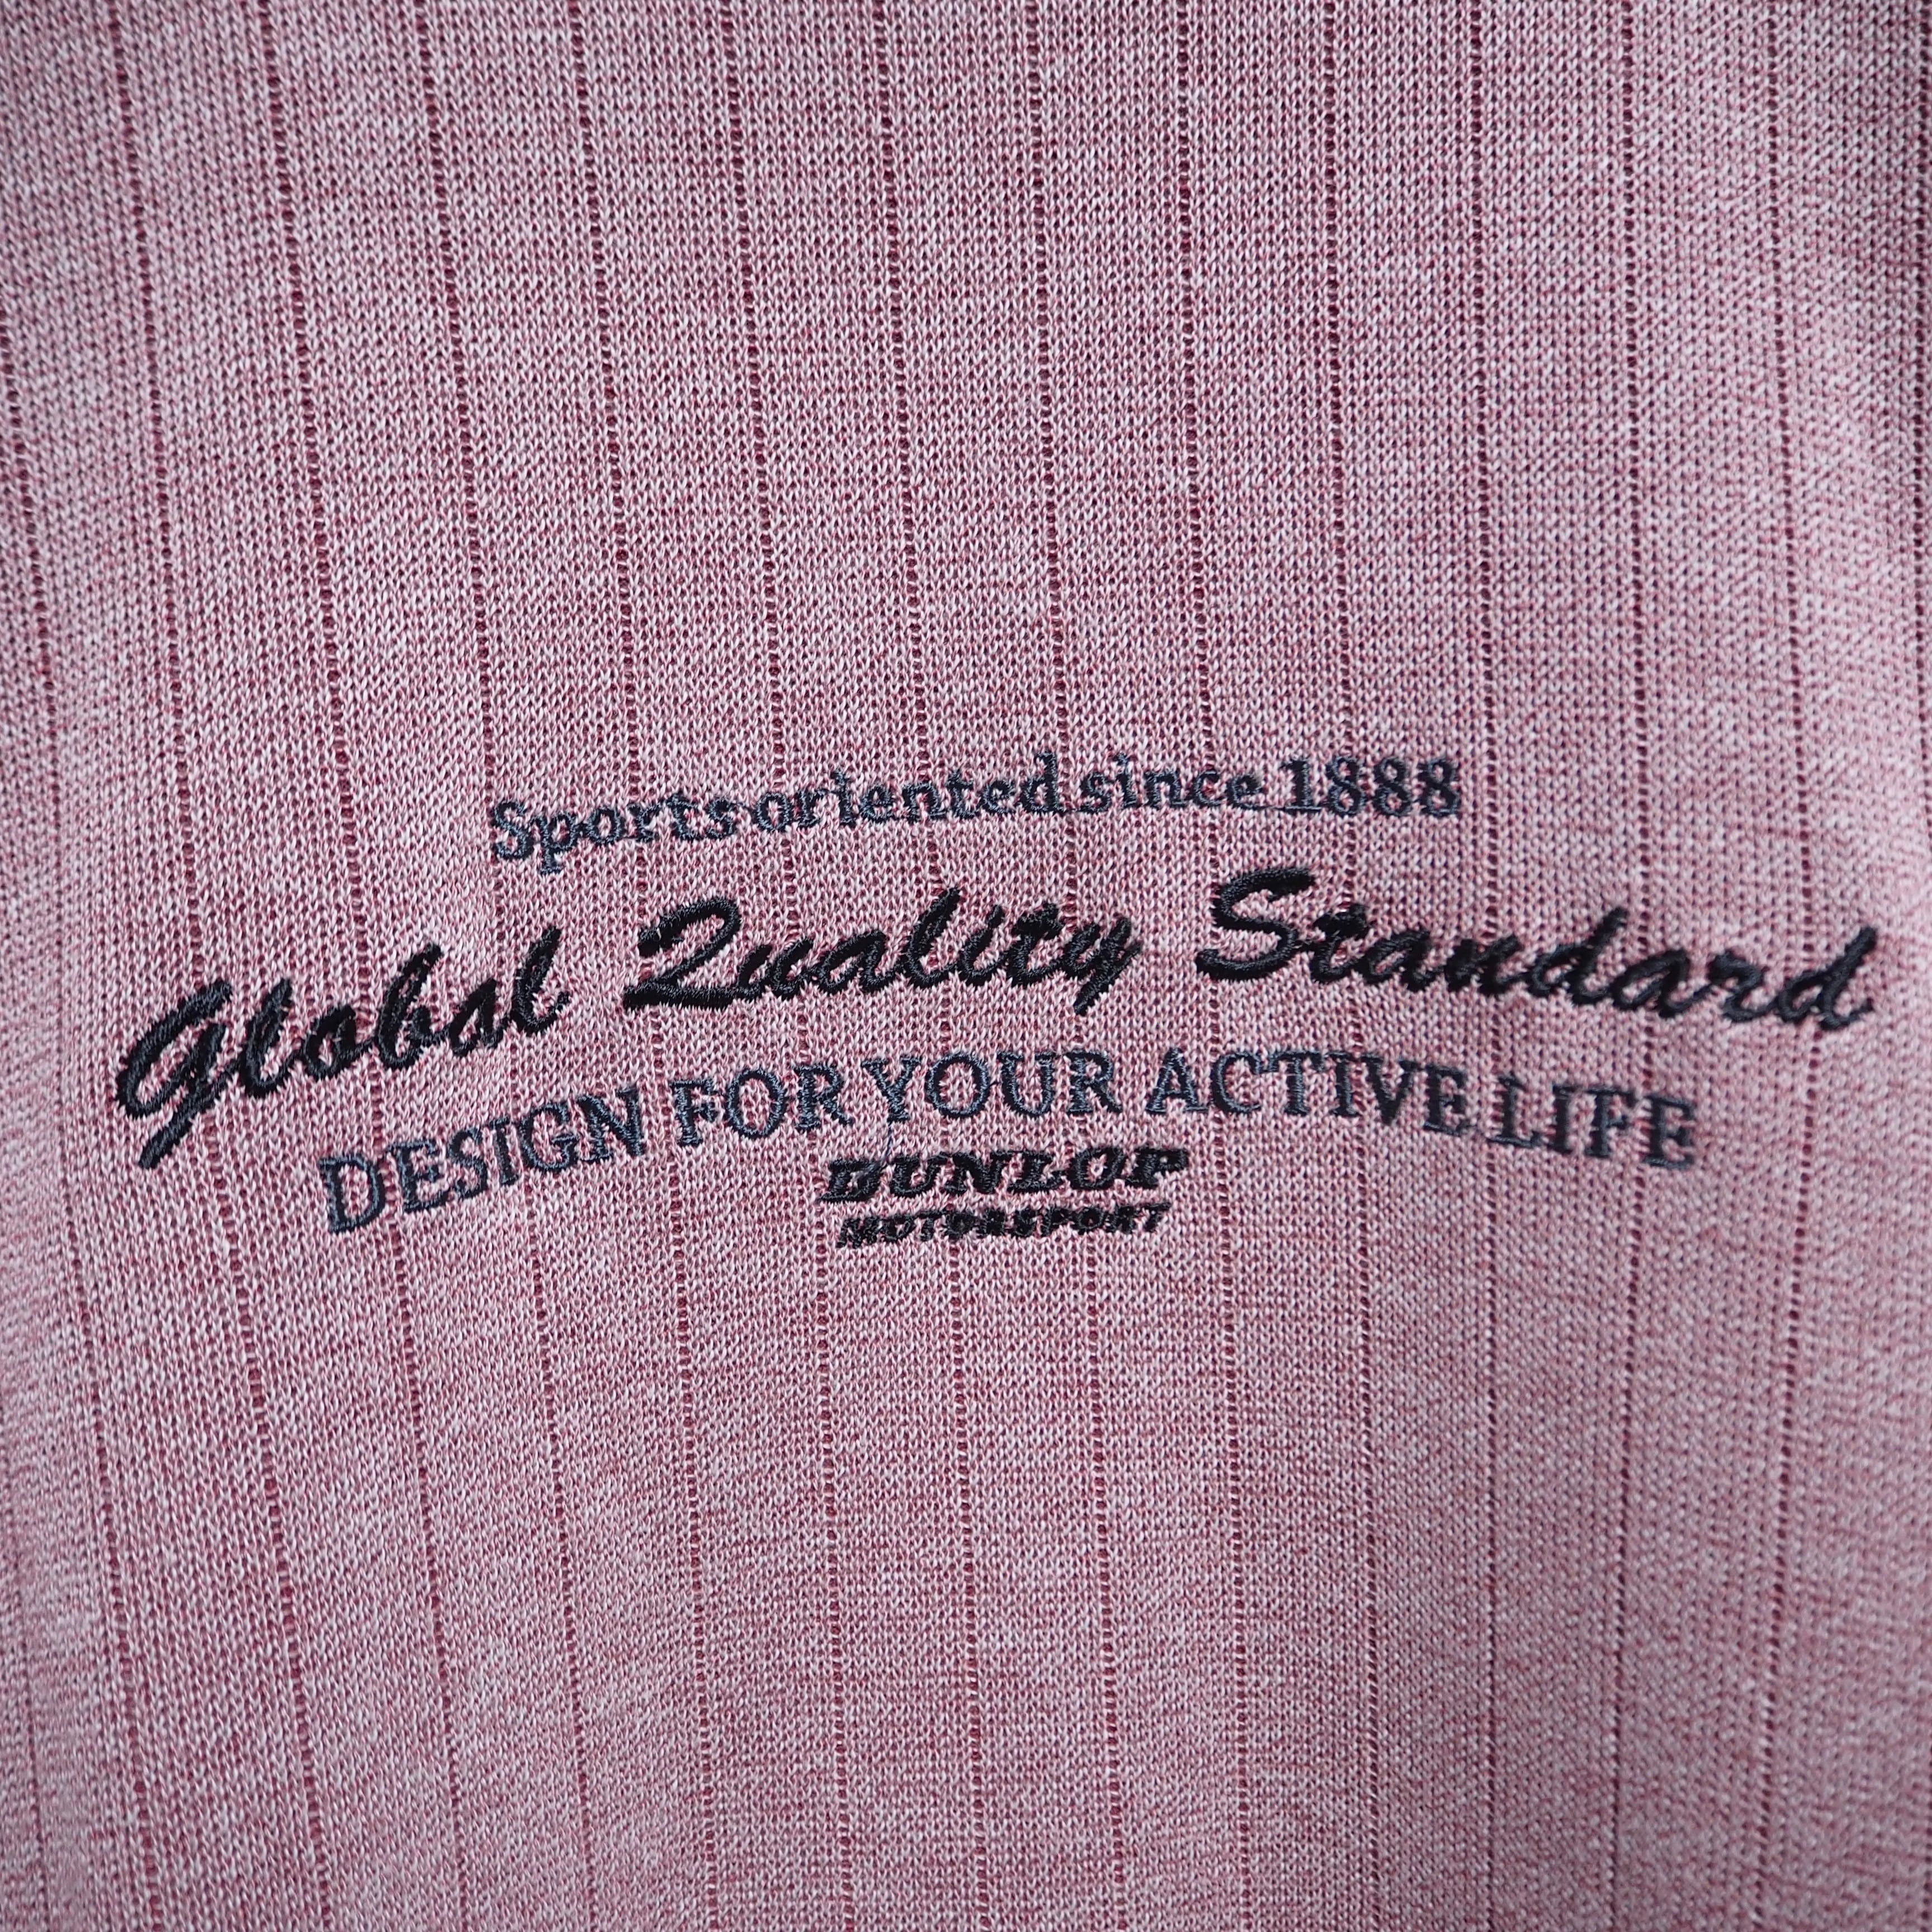 Sports oriented since 1888
Global Quality Standard
DESIGN FOR YOUR ACTIVE LIFE
DUNLOP
MOTORSPORT